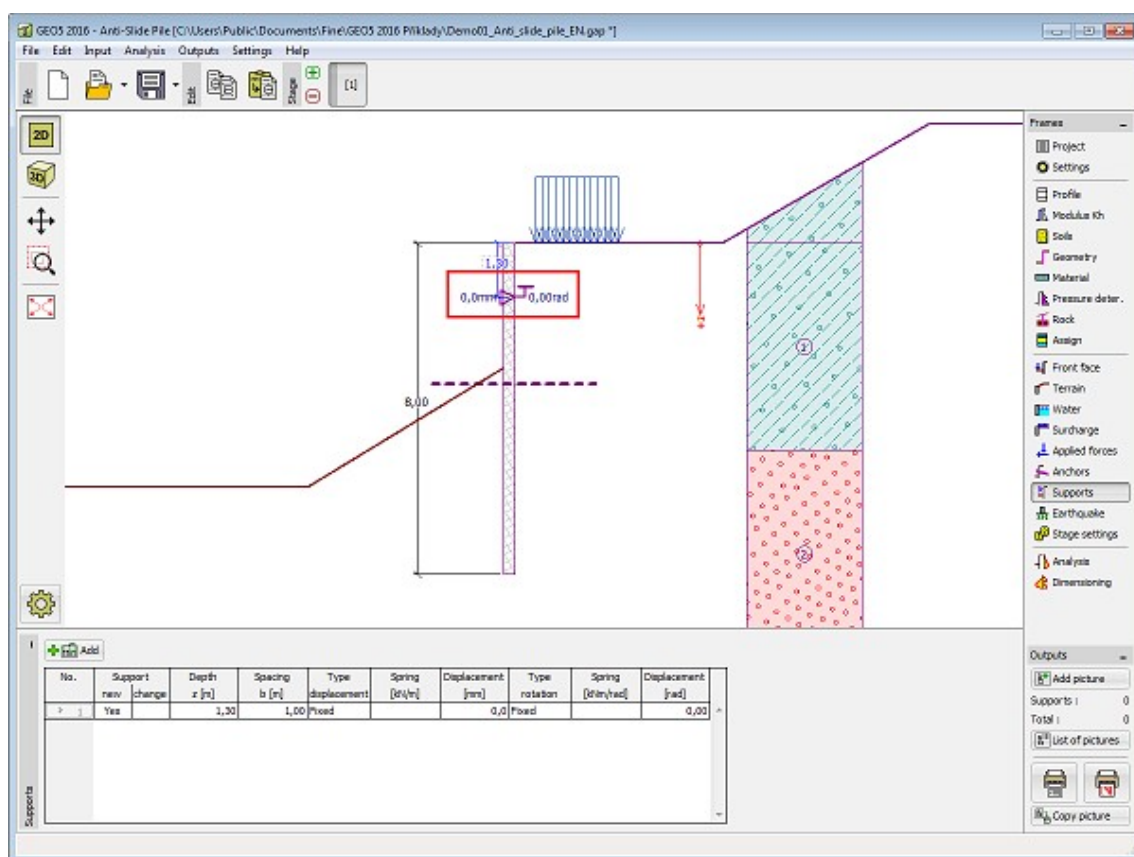 GEO5 2016 - Anti-Slide Pile [C:\Users\Public\Documents\Fine\GEO5 2016 Příklady\Demo01_Anti_slide_pile_EN.gap *]
File Edit Input Analysis Outputs Settings Help
File
Edit
Stage
[1]
2D
3D
1,30
0,0mm 0,00rad
+z
8,00
1
2
Frames
Project
Settings
Profile
Modulus Kh
Soils
Geometry
Material
Pressure deter.
Rock
Assign
Front face
Terrain
Water
Surcharge
Applied forces
Anchors
Supports
Earthquake
Stage settings
Analysis
Dimensioning
Supports
Add
No. Support Depth Spacing Type Spring Displacement Type Spring Displacement
new change z [m] b [m] displacement [kN/m] [mm] rotation [kNm/rad] [rad]
1 Yes 1,30 1,00 Fixed 0,0 Fixed 0,00
Outputs
Add picture
Supports : 0
Total : 0
List of pictures
Copy picture